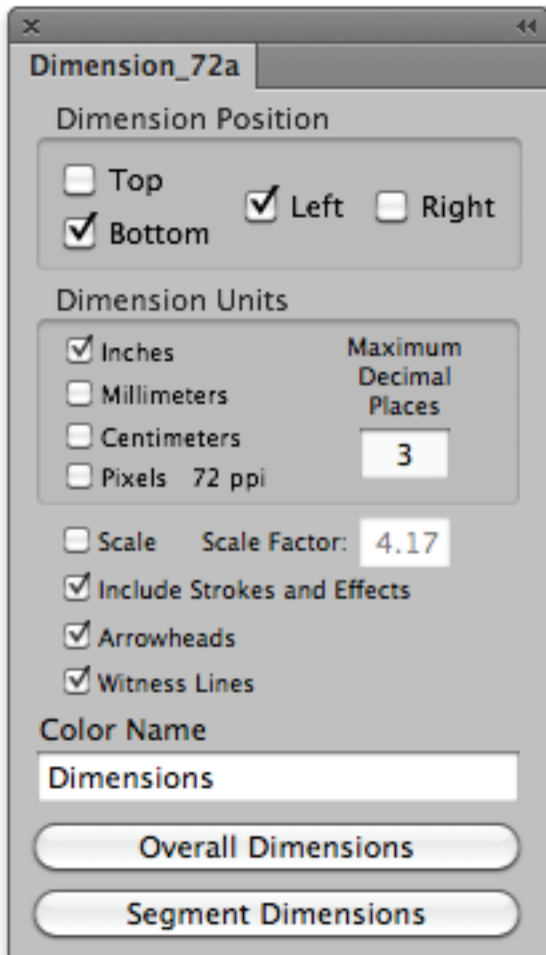 Dimension_72a
Dimension Position
Top
Left
Right
Bottom
Dimension Units
Inches
Millimeters
Centimeters
Pixels 72 ppi
Maximum
Decimal
Places
3
Scale Scale Factor: 4.17
Include Strokes and Effects
Arrowheads
Witness Lines
Color Name
Dimensions
Overall Dimensions
Segment Dimensions